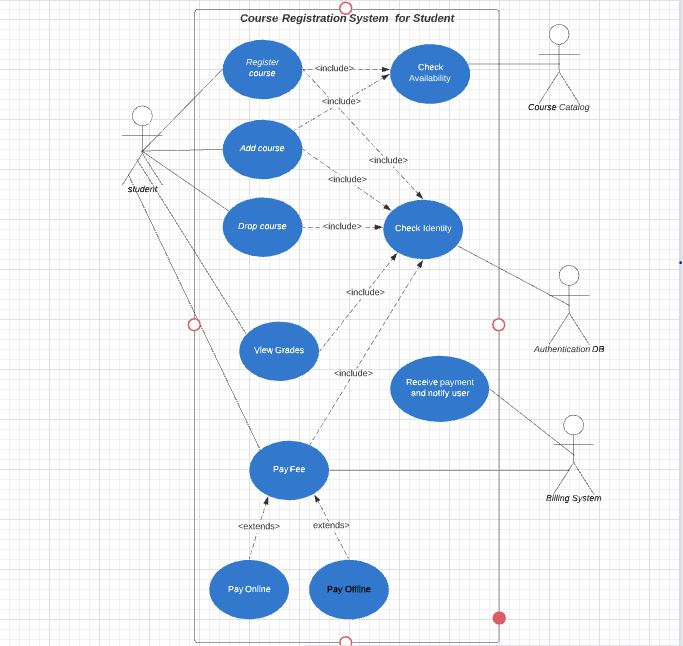 Course Registration System for Student
Register
course
<include>
Check
Availability
Course Catalog
<include>
student
Add course
<include>
<include>
Drop course
<include>
Check Identity
<include>
View Grades
Authentication DB
<include>
Receive payment
and notify user
Pay Fee
Billing System
<extends>
extends>
Pay Online
Pay Offline